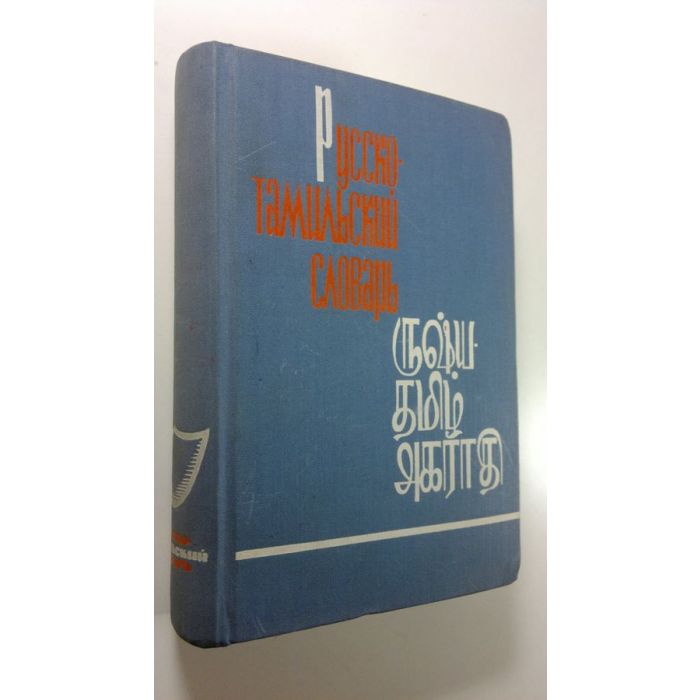 Русско-
тамильский
словарь
ருஷ்ய-
தமிழ்
அகராதி